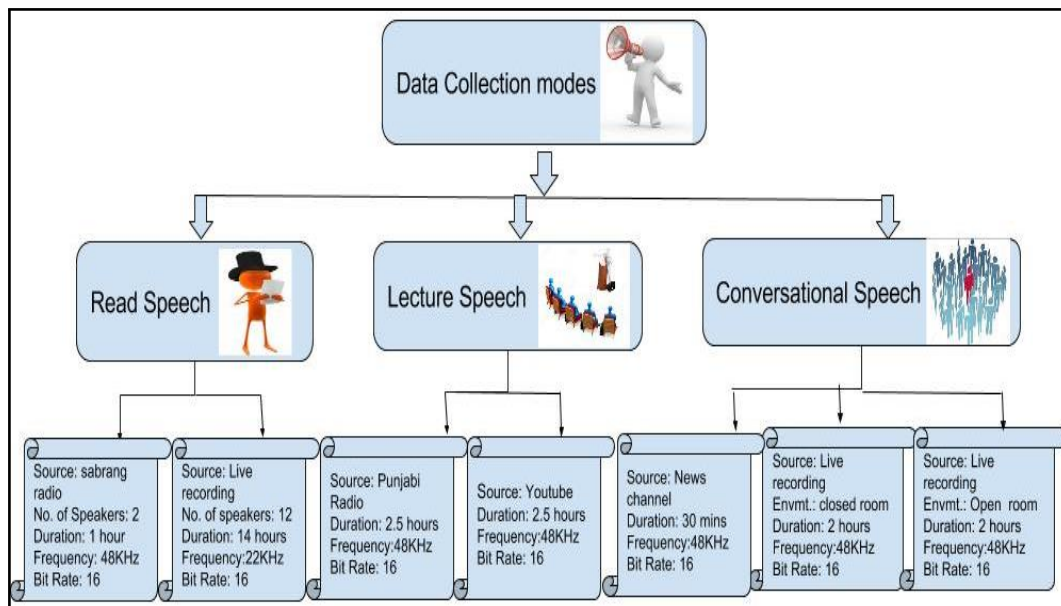 Data Collection modes
Read Speech
Lecture Speech
Conversational Speech
Source: sabrang
radio
No. of Speakers: 2
Duration: 1 hour
Frequency: 48KHz
Bit Rate: 16
Source: Live
recording
No. of speakers: 12
Duration: 14 hours
Frequency:22KHz
Bit Rate: 16
Source: Punjabi
Radio
Duration: 2.5 hours
Frequency:48KHz
Bit Rate: 16
Source: Youtube
Duration: 2.5 hours
Frequency:48KHz
Bit Rate: 16
Source: News
channel
Duration: 30 mins
Frequency:48KHz
Bit Rate: 16
Source: Live
recording
Envmt.: closed room
Duration: 2 hours
Frequency:48KHz
Bit Rate: 16
Source: Live
recording
Envmt.: Open room
Duration: 2 hours
Frequency:48KHz
Bit Rate: 16